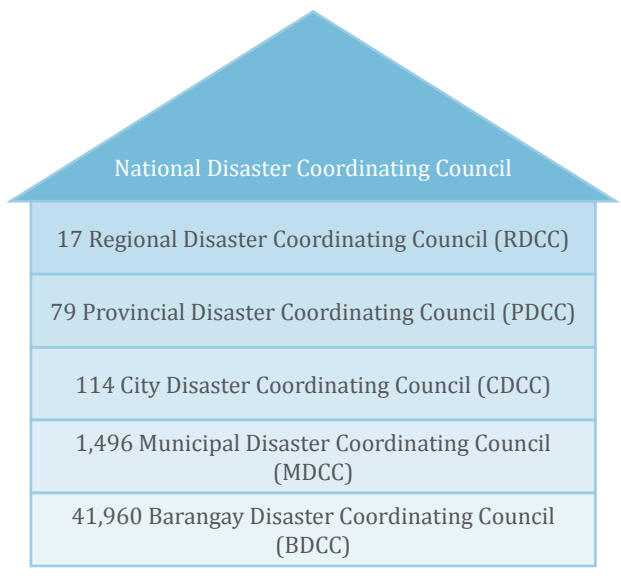 National Disaster Coordinating Council
17 Regional Disaster Coordinating Council (RDCC)
79 Provincial Disaster Coordinating Council (PDCC)
114 City Disaster Coordinating Council (CDCC)
1,496 Municipal Disaster Coordinating Council
(MDCC)
41,960 Barangay Disaster Coordinating Council
(BDCC)